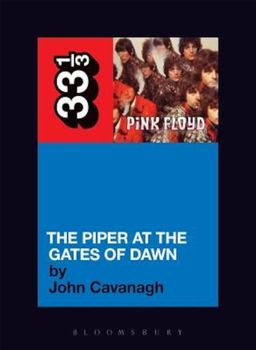 33 1/3
PINK FLOYD
THE PIPER AT THE
GATES OF DAWN
by
John Cavanagh
BLOOMSBURY